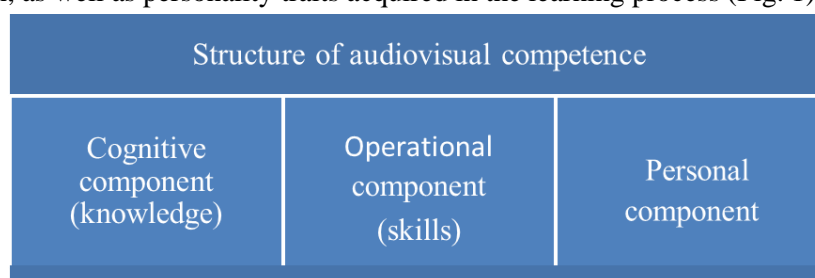 , as well as personality traits acquired in the learning process (Fig. 1)
Structure of audiovisual competence
Cognitive
component
(knowledge)
Operational
component
(skills)
Personal
component